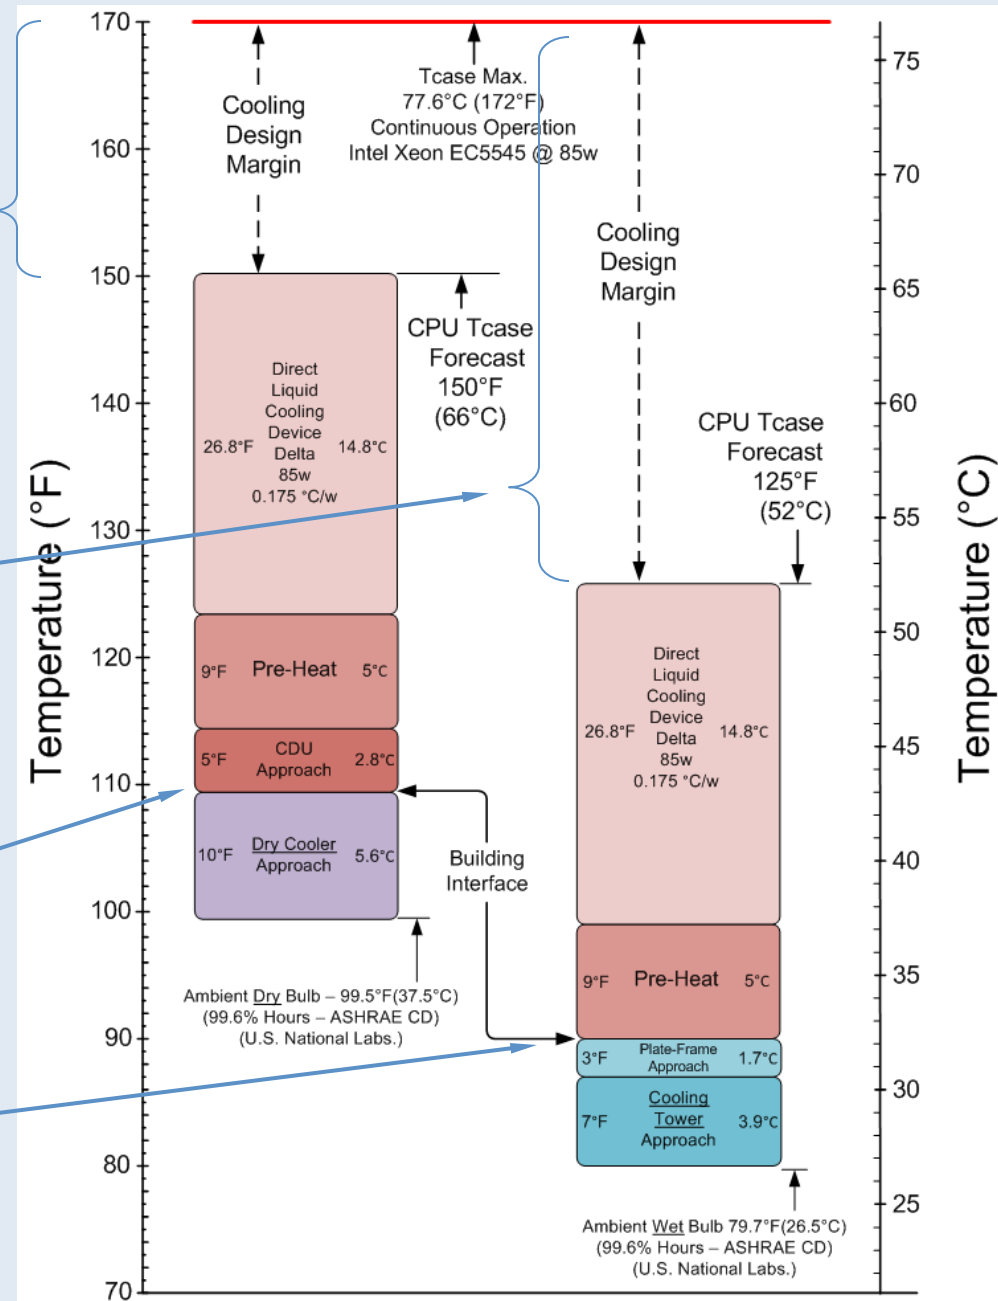 170
160
150
140
130
120
110
100
90
80
70
Temperature (°F)
75
70
65
60
55
50
45
40
35
30
25
Temperature (°C)
Cooling
Design
Margin
Tcase Max.
77.6°C (172°F)
Continuous Operation
Intel Xeon EC5545 @ 85w
Cooling
Design
Margin
CPU Tcase
Forecast
150°F
(66°C)
Direct
Liquid
Cooling
Device
Delta
85w
0.175 °C/w
26.8°F
14.8°C
9°F Pre-Heat 5°C
5°F CDU Approach 2.8°C
10°F Dry Cooler Approach 5.6°C
Building
Interface
Ambient Dry Bulb – 99.5°F(37.5°C)
(99.6% Hours – ASHRAE CD)
(U.S. National Labs.)
CPU Tcase
Forecast
125°F
(52°C)
Direct
Liquid
Cooling
Device
Delta
85w
0.175 °C/w
26.8°F
14.8°C
9°F Pre-Heat 5°C
3°F Plate-Frame Approach 1.7°C
7°F Cooling Tower Approach 3.9°C
Ambient Wet Bulb 79.7°F(26.5°C)
(99.6% Hours – ASHRAE CD)
(U.S. National Labs.)